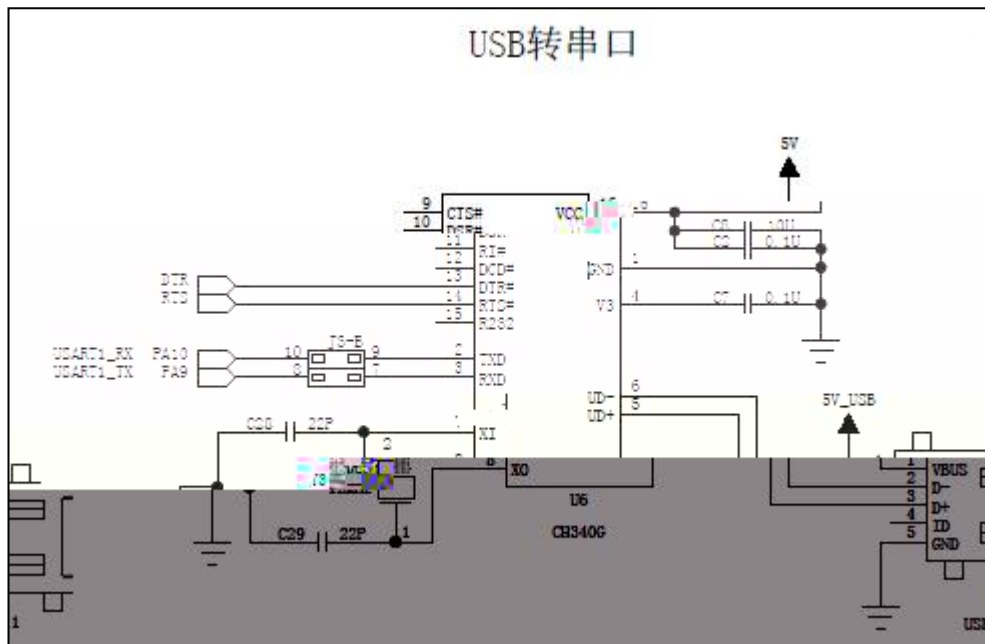 USB转串口
5V
9 CTS#
10 DSR#
VCC
C2 0.1U
10U
11
RI#
12
DCD#
GND 1
13
DTR
DTR#
14
RTS
RTS#
V3 4
C7 0.1U
15
R232
USART1_RX PA10
10 9 2 TXD
USART1_TX PA9
8 7 3 RXD
UD- 6
UD+ 5
5V_USB
22P
XI
2
XO
1 VBUS
2 D-
3 D+
4 ID
5 GND
U6
CH340G
C29 22P
1
1